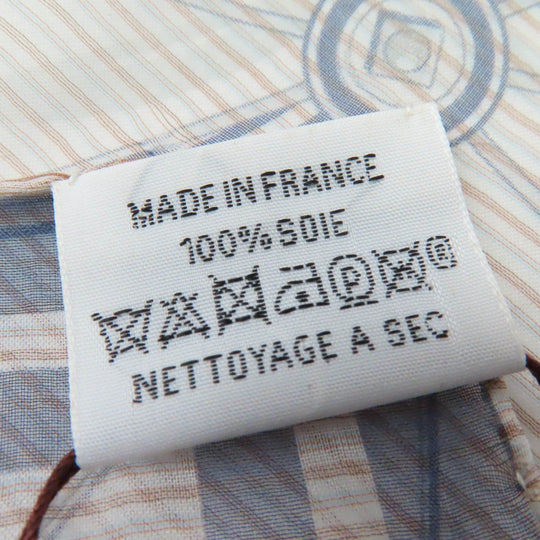 MADE IN FRANCE
100% SOIE
P ®
NETTOYAGE A SEC